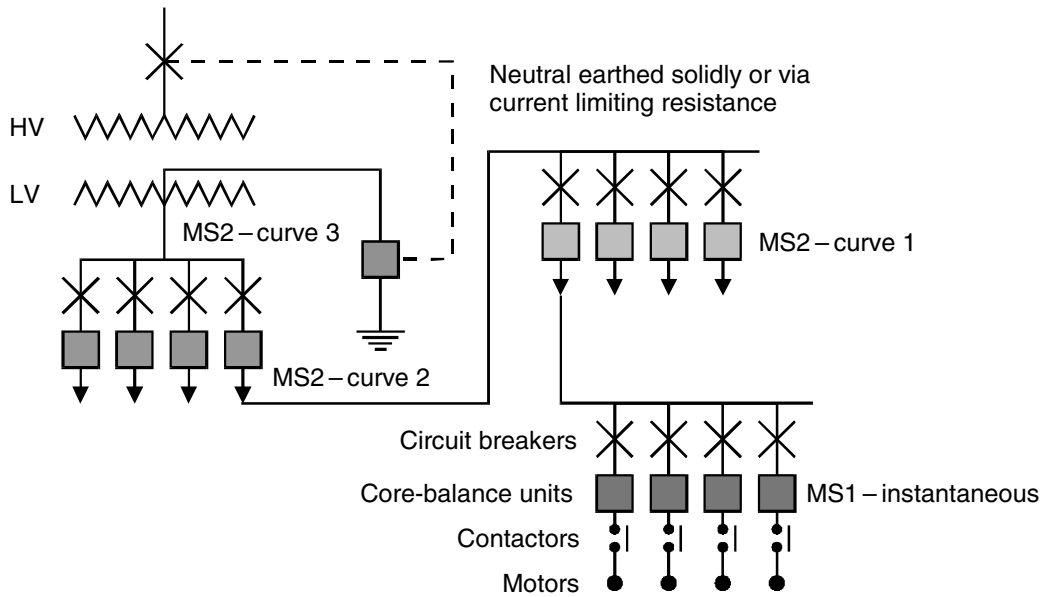 Neutral earthed solidly or via
current limiting resistance
HV
LV
MS2–curve 3
MS2–curve 1
MS2–curve 2
Circuit breakers
Core-balance units
MS1–instantaneous
Contactors
Motors